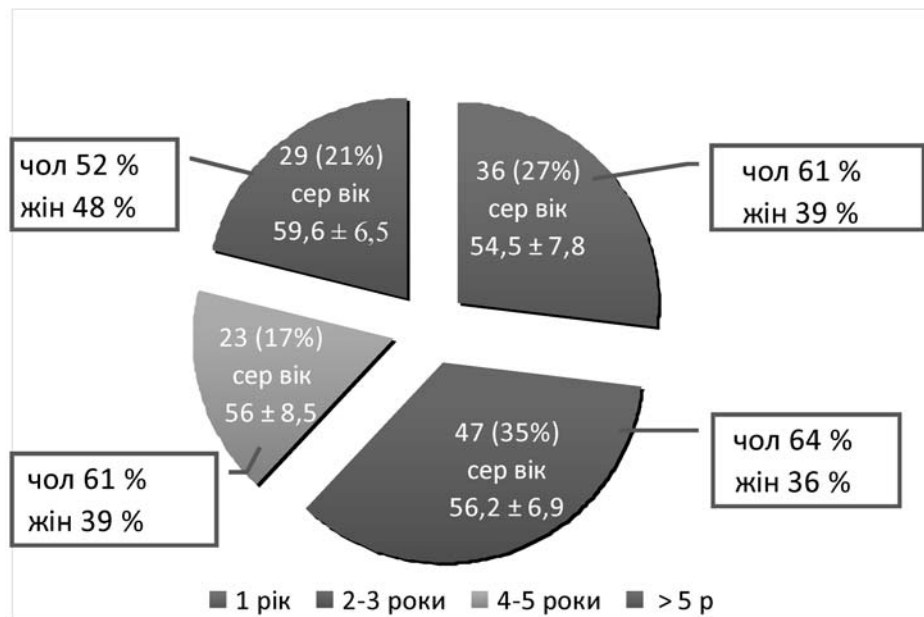 29 (21%)
сер вік
59,6 ± 6,5
36 (27%)
сер вік
54,5 ± 7,8
чол 52 %
жін 48 %
чол 61 %
жін 39 %
23 (17%)
сер вік
56 ± 8,5
47 (35%)
сер вік
56,2 ± 6,9
чол 61 %
жін 39 %
чол 64 %
жін 36 %
1 рік 2-3 роки 4-5 роки > 5 р